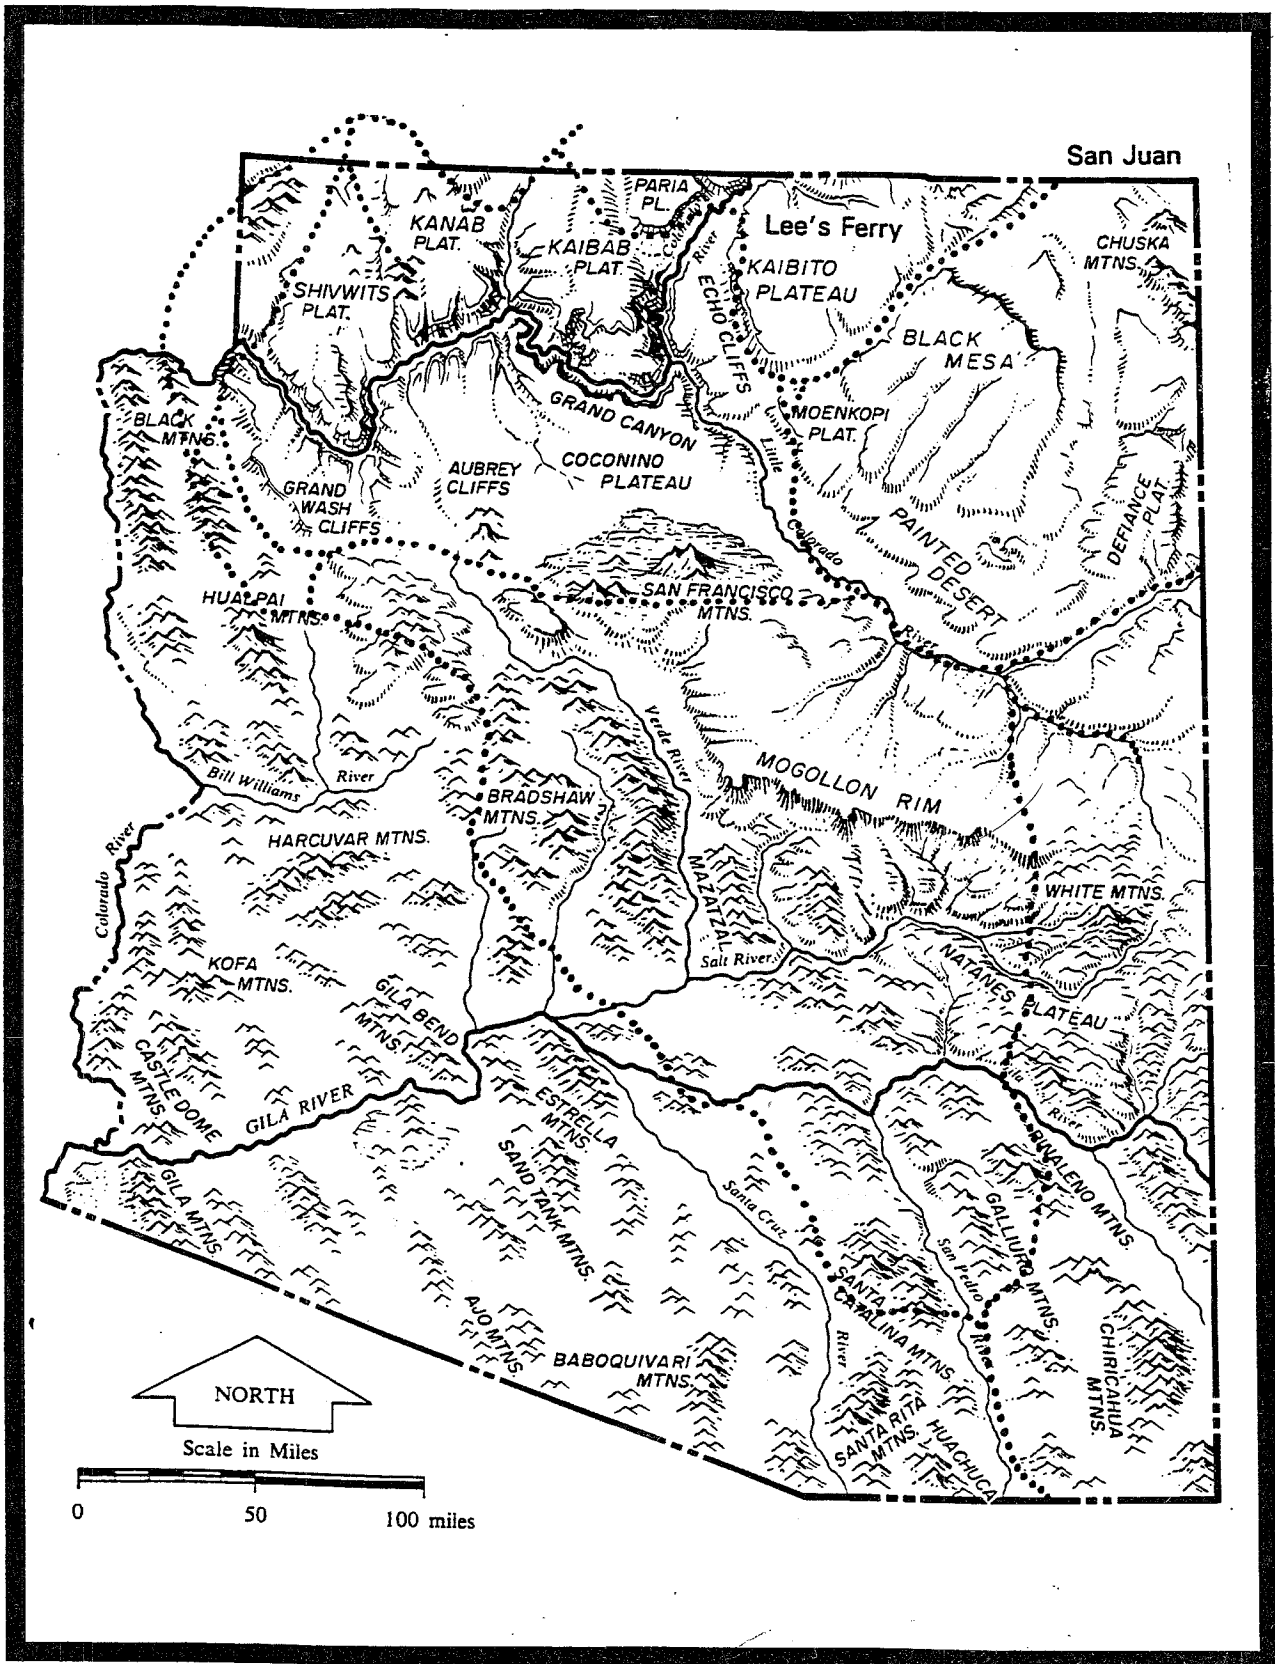 San Juan
PARIA
PL.
KANAB
PLAT.
KAIBAB
PLAT.
Colorado
River
Lee's Ferry
CHUSKA
MTNS.
SHIVWITS
PLAT.
ECHO CLIFFS
KAIBITO
PLATEAU
BLACK
MESA
BLACK
MTNS.
GRAND CANYON
MOENKOPI
PLAT.
Little
Colorado
River
AUBREY
CLIFFS
COCONINO
PLATEAU
GRAND
WASH
CLIFFS
PAINTED
DESERT
DEFIANCE
PLAT
HUALPAI
MTNS.
SAN FRANCISCO
MTNS.
Verde River
Bill Williams
River
MOGOLLON RIM
BRADSHAW
MTNS.
HARCUVAR MTNS.
Colorado
River
MAZATZAL
WHITE MTNS.
Salt River
KOFA
MTNS.
NATANES
PLATEAU
GILA BEND
MTNS.
CASTLE DOME
MTNS.
GILA RIVER
ESTRELLA
MTNS.
Gila
River
SAND TANK MTNS.
PINALENO MTNS.
GILA MTNS.
Santa Cruz
River
GALLIURO MTNS.
San Pedro
River
SANTA
CATALINA MTNS.
AJO MTNS.
BABOQUIVARI
MTNS.
CHIRICAHUA
MTNS.
SANTA RITA
MTNS.
HUACHUCA
NORTH
Scale in Miles
0 50 100 miles